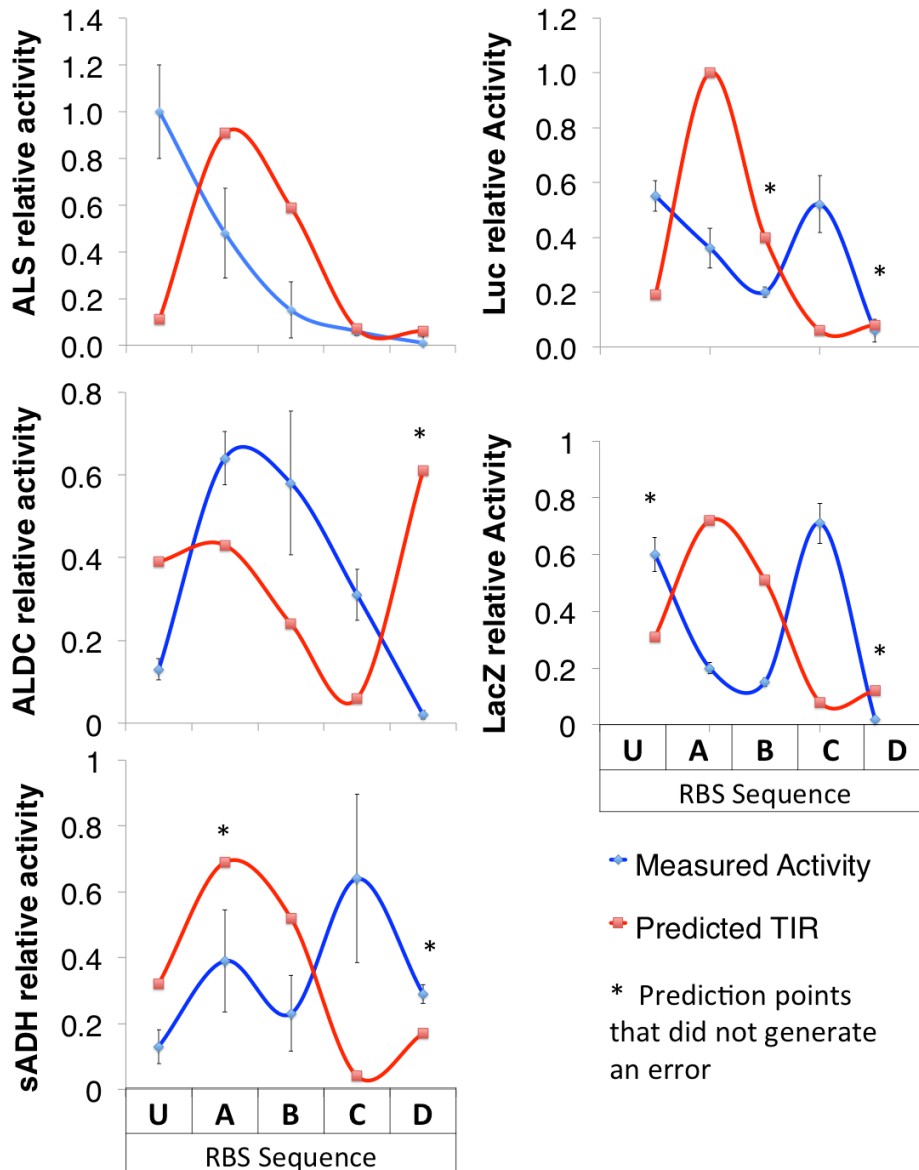 ALS relative activity
1.4
1.2
1.0
0.8
0.6
0.4
0.2
0.0
Luc relative Activity
1.2
1.0
0.8
0.6
0.4
0.2
0.0
*
*
ALDC relative activity
0.8
0.6
0.4
0.2
0
*
LacZ relative Activity
1
0.8
0.6
0.4
0.2
0
*
*
U A B C D
RBS Sequence
sADH relative activity
1
0.8
0.6
0.4
0.2
0
*
*
U A B C D
RBS Sequence
Measured Activity
Predicted TIR
* Prediction points
that did not generate
an error